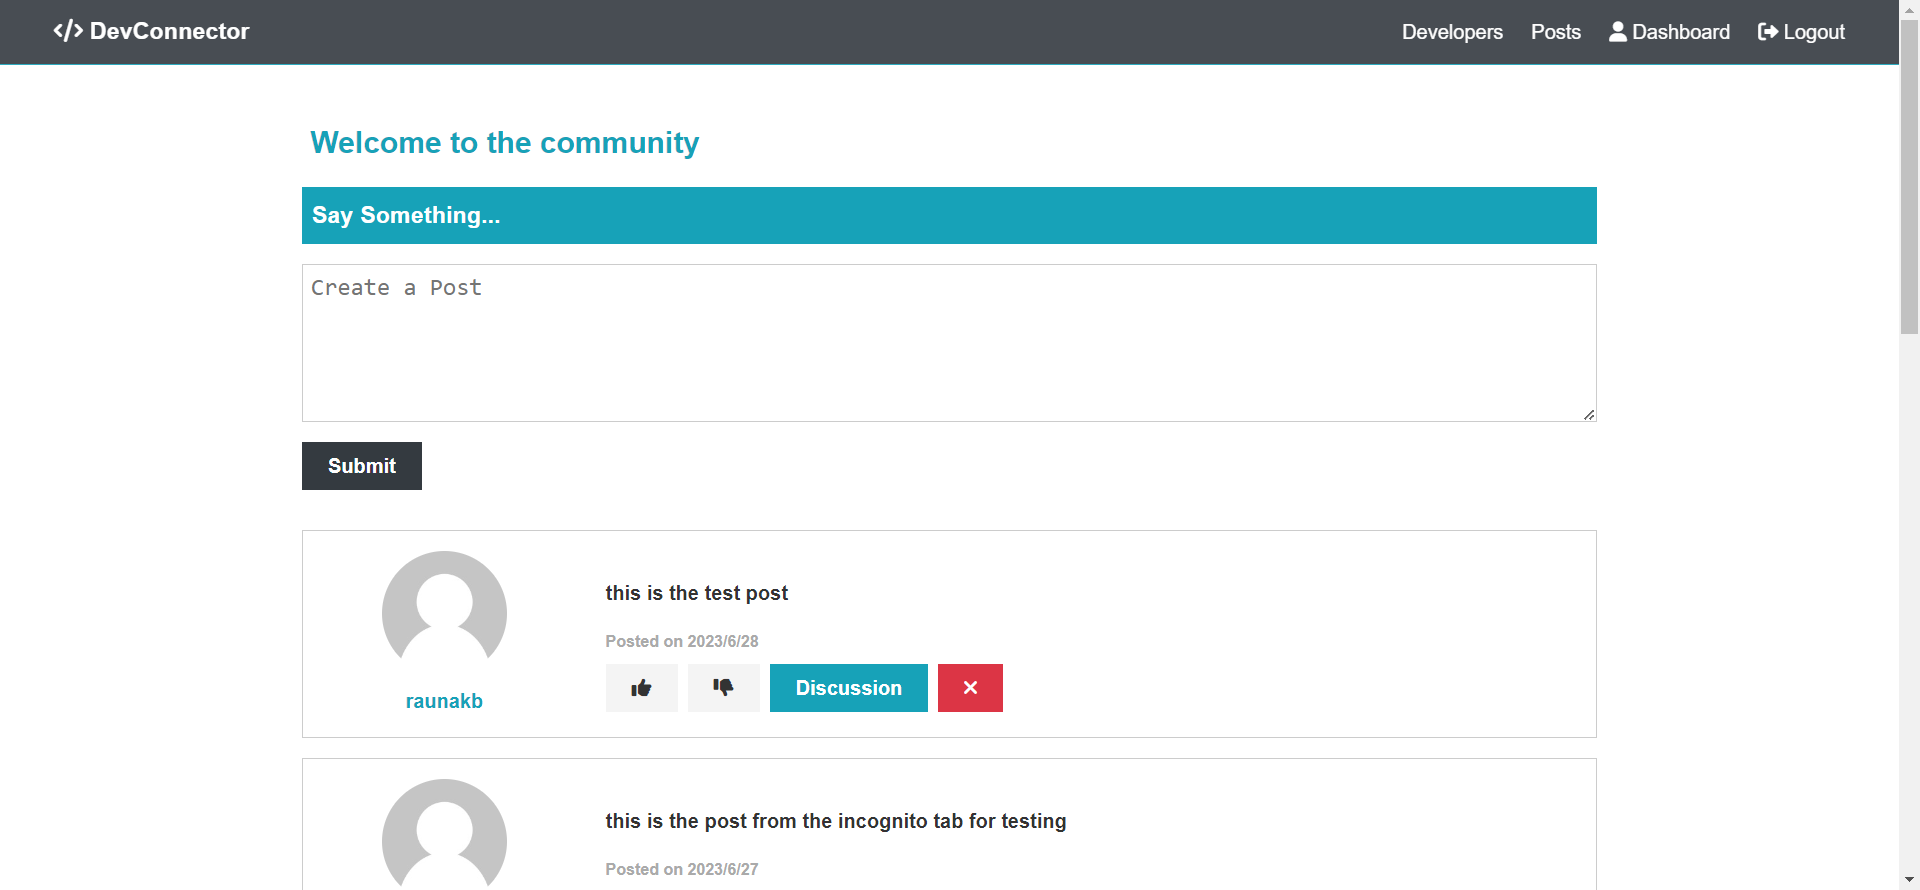 DevConnector
Developers Posts Dashboard Logout
Welcome to the community
Say Something...
Create a Post
Submit
this is the test post
Posted on 2023/6/28
Discussion
raunakb
this is the post from the incognito tab for testing
Posted on 2023/6/27